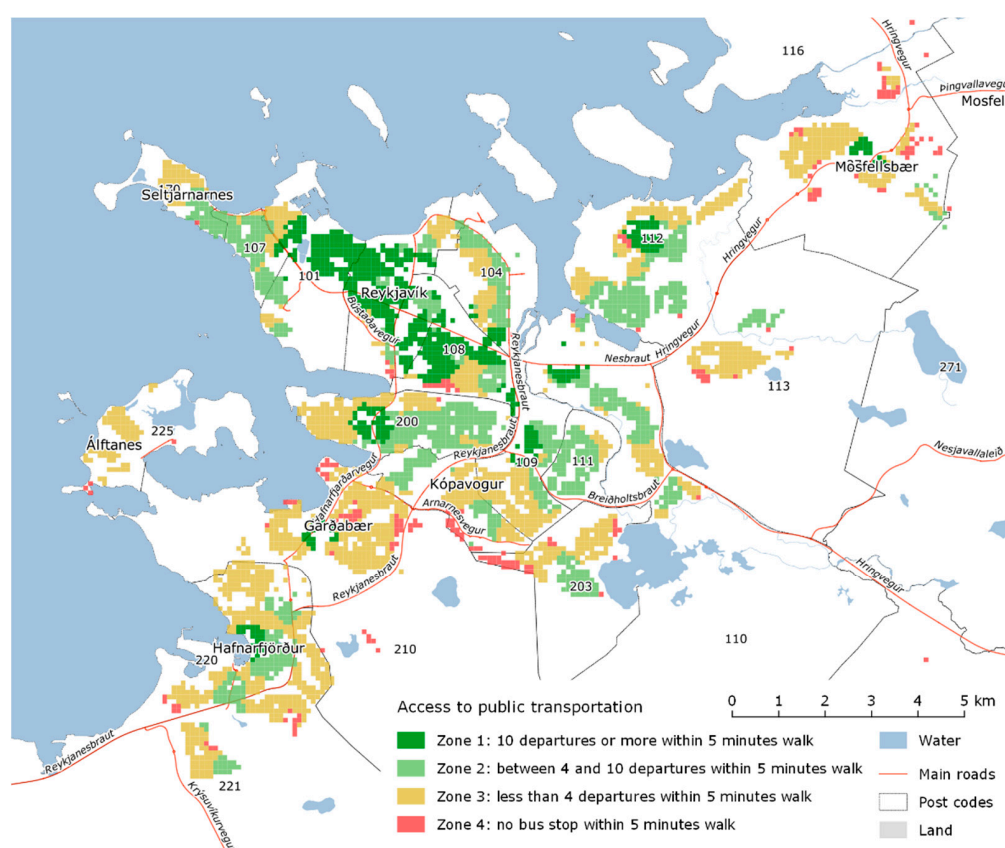 116
Hringvegur
Þingvallavegur
Mosfel
Mosfellsbær
170
Seltjarnarnes
107
101
104
112
Hringvegur
Reykjavík
Bústaðavegur
108
Reykjanesbraut
Nesbraut
Hringvegur
113
271
225
Álftanes
200
Reykjanesbraut
109
111
Nesjavallaleið
Kópavogur
Breiðholtsbraut
Hafnarfjarðarvegur
Arnarnesvegur
Garðabær
Reykjanesbraut
Hringvegur
203
110
210
Hafnarfjörður
220
Reykjanesbraut
221
Krýsuvíkurvegur
Access to public transportation
Zone 1: 10 departures or more within 5 minutes walk
Zone 2: between 4 and 10 departures within 5 minutes walk
Zone 3: less than 4 departures within 5 minutes walk
Zone 4: no bus stop within 5 minutes walk
0 1 2 3 4 5 km
Water
Main roads
Post codes
Land